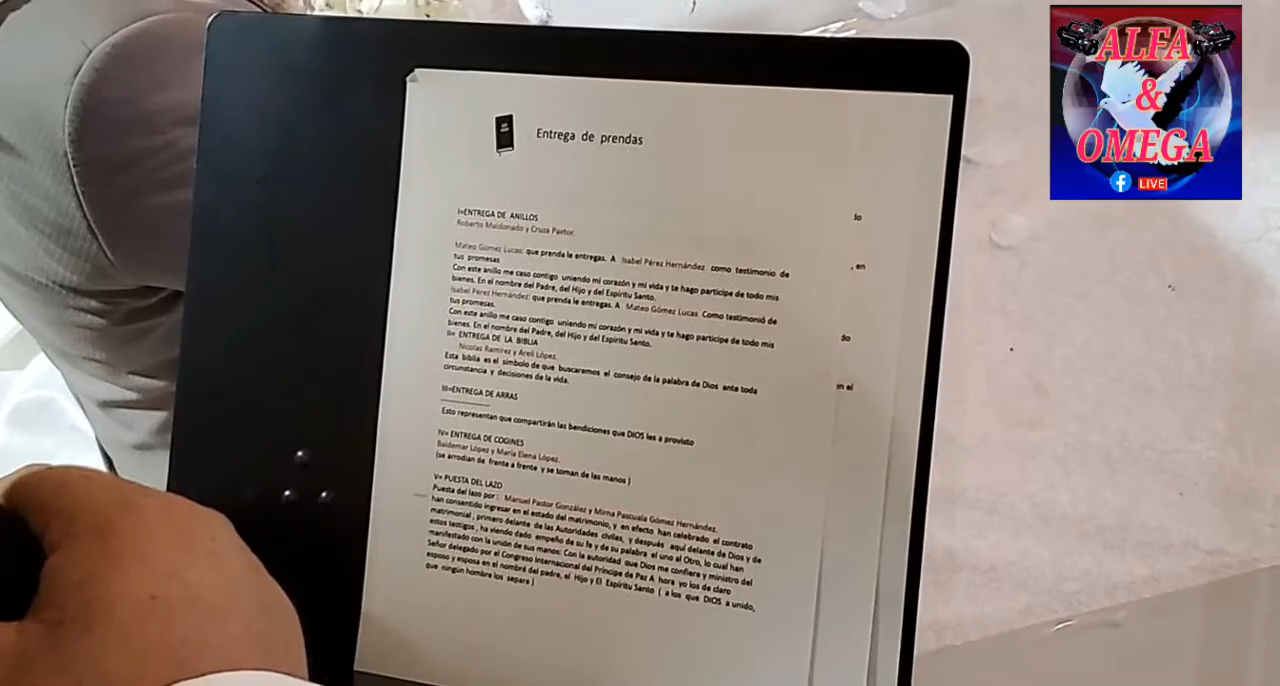 ALFA
&
OMEGA
LIVE
Entrega de prendas
I=ENTREGA DE ANILLOS
Roberto Maldonado y Cruza Pastor.
Mateo Gómez Lucas: que prenda le entregas. A Isabel Pérez Hernández como testimonio de
tus promesas
Con este anillo me caso contigo uniendo mi corazón y mi vida y te hago participe de todo mis
bienes. En el nombre del Padre, del Hijo y del Espíritu Santo.
Isabel Pérez Hernández: que prenda le entregas. A Mateo Gómez Lucas Como testimonió de
tus promesas.
Con este anillo me caso contigo uniendo mi corazón y mi vida y te hago participe de todo mis
bienes. En el nombre del Padre, del Hijo y del Espíritu Santo.
II= ENTREGA DE LA BIBLIA
Nicolas Ramírez y Areli López.
Esta biblia es el símbolo de que buscaremos el consejo de la palabra de Dios ante toda
circunstancia y decisiones de la vida.
III=ENTREGA DE ARRAS
Esto representan que compartirán las bendiciones que DIOS les a provisto
IV= ENTREGA DE COGINES
Baldemar López y María Elena López.
(se arrodian de frente a frente y se toman de las manos )
V= PUESTA DEL LAZO
Puesta del lazo por : Manuel Pastor González y Mirna Pascuala Gómez Hernández.
han consentido ingresar en el estado del matrimonio, y en efecto han celebrado el contrato
matrimonial , primero delante de las Autoridades civiles, y después aquí delante de Dios y de
estos testigos , ha viendo dado empeño de su fe y de su palabra el uno al Otro, lo cual han
manifestado con la unión de sus manos: Con la autoridad que Dios me confiere y ministro del
Señor delegado por el Congreso Internacional del Príncipe de Paz A hora yo los de claro
esposo y esposa en el nombré del padre, el Hijo y El Espíritu Santo ( a los que DIOS a unido,
que ningún hombre los separe )
lo
, en
do
en el